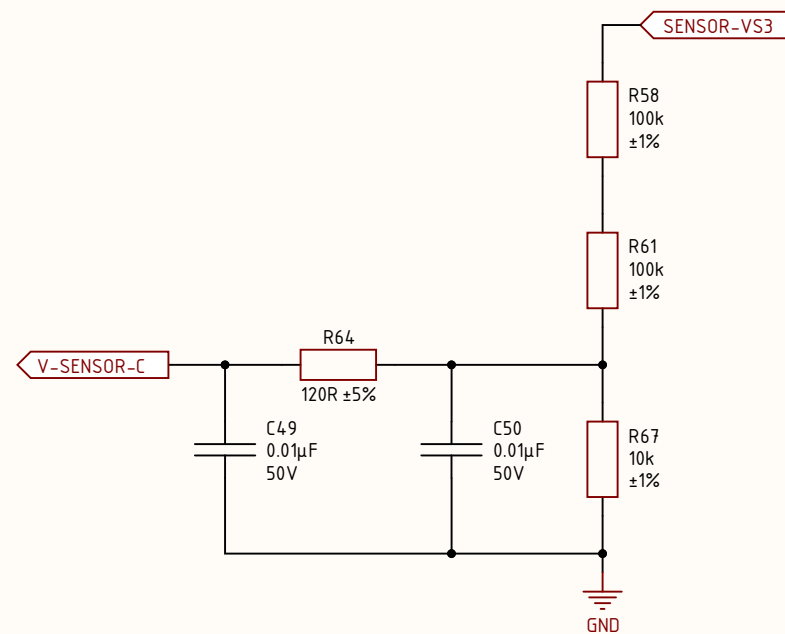 SENSOR-VS3
R58
100k
±1%
R61
100k
±1%
R64
V-SENSOR-C
120R ±5%
C49
0.01µF
50V
C50
0.01µF
50V
R67
10k
±1%
GND